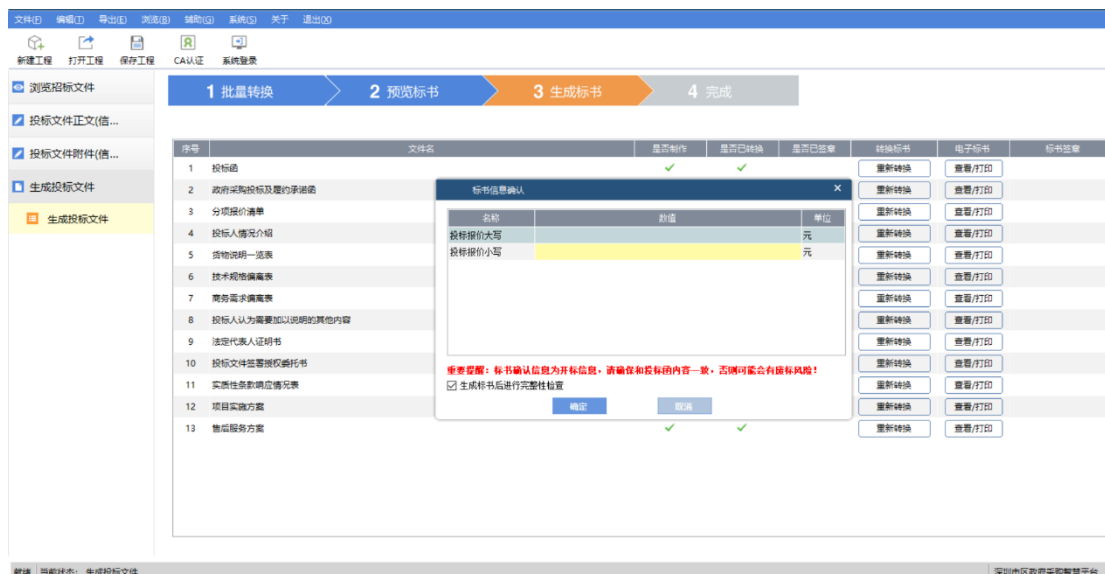 文件(F) 编辑(T) 导出(E) 浏览(B) 辅助(G) 系统(S) 关于 退出(X)
新建工程 打开工程 保存工程 CA认证 系统登录
浏览招标文件
投标文件正文(信...
投标文件附件(信...
生成投标文件
生成投标文件
1 批量转换 2 预览标书 3 生成标书 4 完成
序号 文件名 是否制作 是否已转换 是否已签章 转换标书 电子标书 标书签章
1 投标函 重新转换 查看/打印
2 政府采购投标及履约承诺函 重新转换 查看/打印
3 分项报价清单 重新转换 查看/打印
4 投标人情况介绍 重新转换 查看/打印
5 货物说明一览表 重新转换 查看/打印
6 技术规格偏离表 重新转换 查看/打印
7 商务需求偏离表 重新转换 查看/打印
8 投标人认为需要加以说明的其他内容 重新转换 查看/打印
9 法定代表人证明书 重新转换 查看/打印
10 投标文件签署授权委托书 重新转换 查看/打印
11 实质性条款响应情况表 重新转换 查看/打印
12 项目实施方案 重新转换 查看/打印
13 售后服务方案 重新转换 查看/打印
标书信息确认
名称 数值 单位
投标报价大写 元
投标报价小写 元
重要提醒：标书确认信息为开标信息，请确保和投标函内容一致，否则可能会有废标风险！
生成标书后进行完整性检查
确定 取消
就绪 当前状态： 生成投标文件 深圳市区政府采购智慧平台